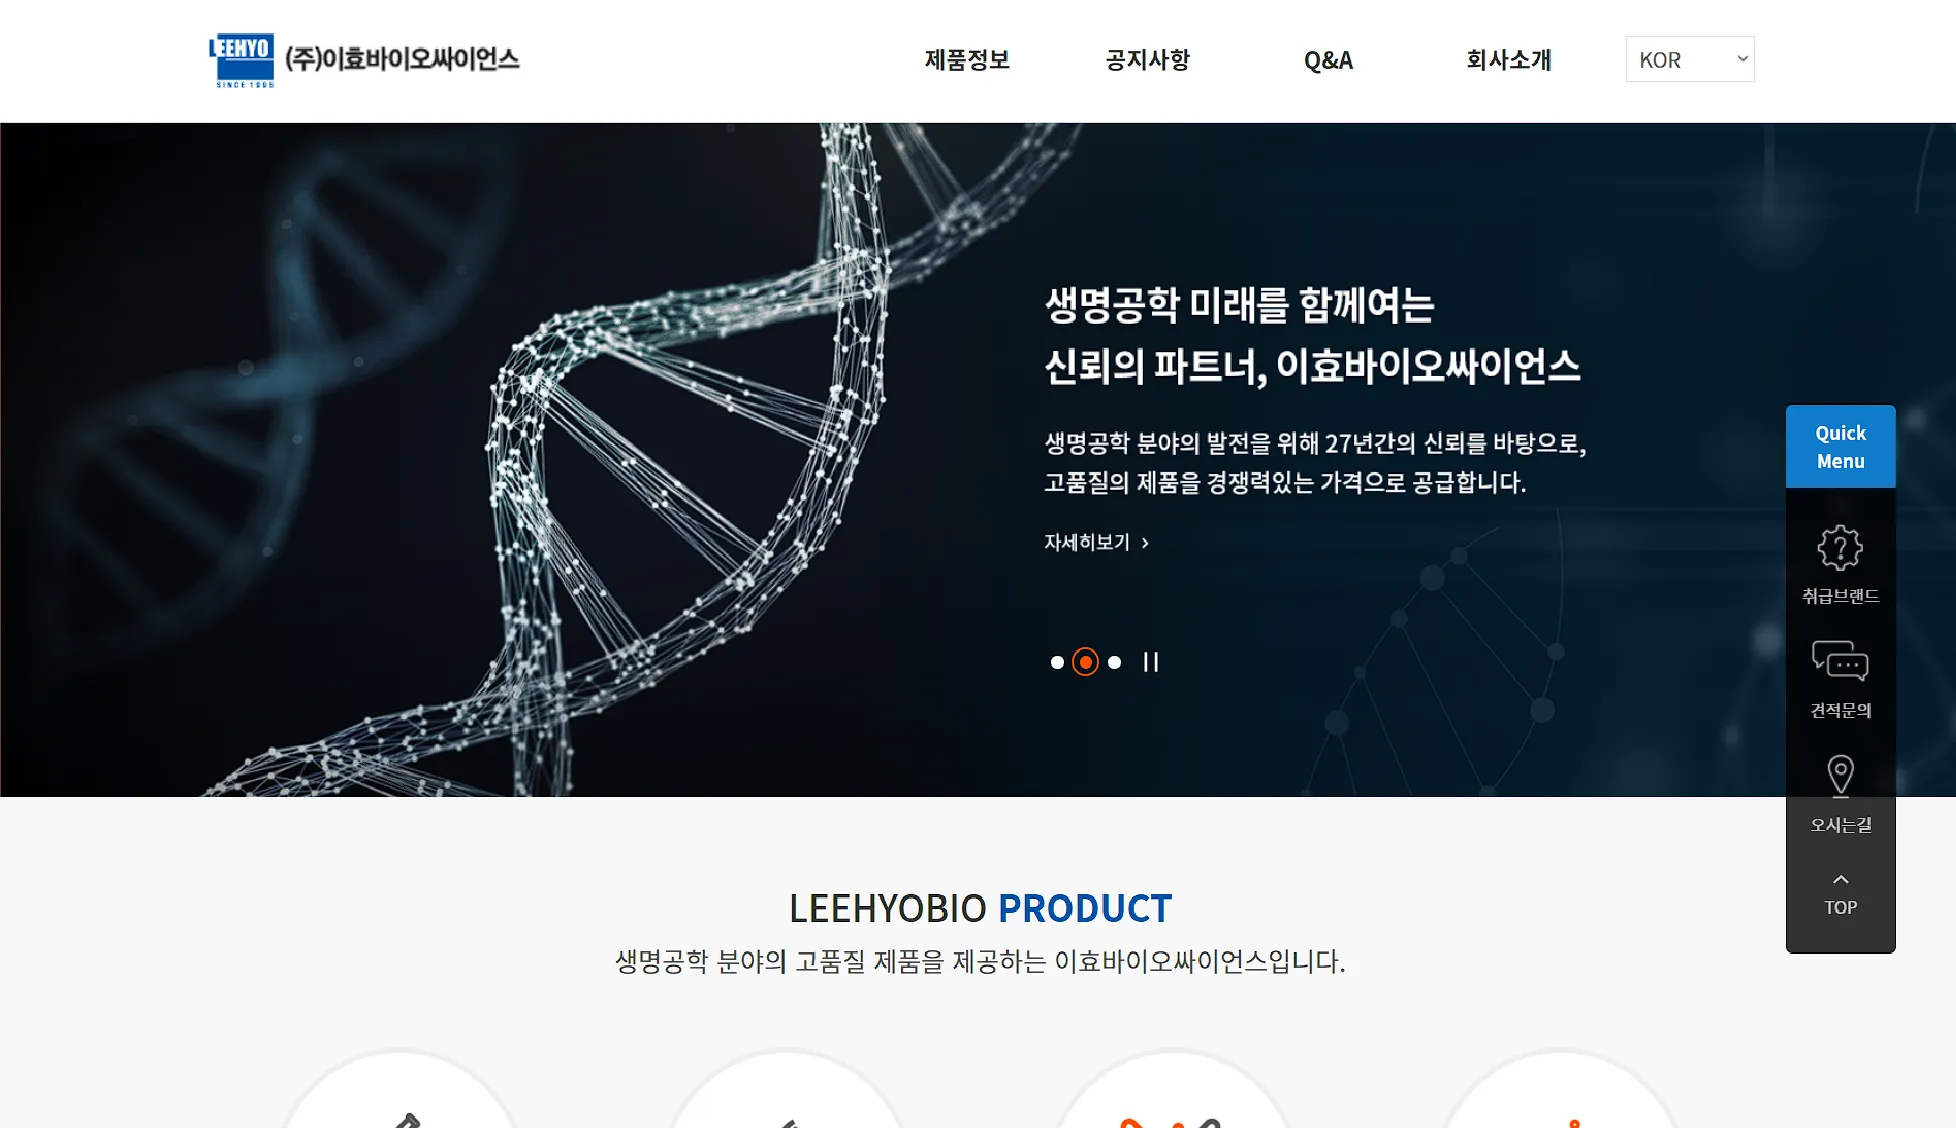 LEEHYO
SINCE 1995
(주)이효바이오싸이언스
제품정보
공지사항
Q&A
회사소개
KOR
생명공학 미래를 함께여는
신뢰의 파트너, 이효바이오싸이언스
생명공학 분야의 발전을 위해 27년간의 신뢰를 바탕으로,
고품질의 제품을 경쟁력있는 가격으로 공급합니다.
자세히보기
Quick
Menu
취급브랜드
견적문의
오시는길
TOP
LEEHYOBIO PRODUCT
생명공학 분야의 고품질 제품을 제공하는 이효바이오싸이언스입니다.